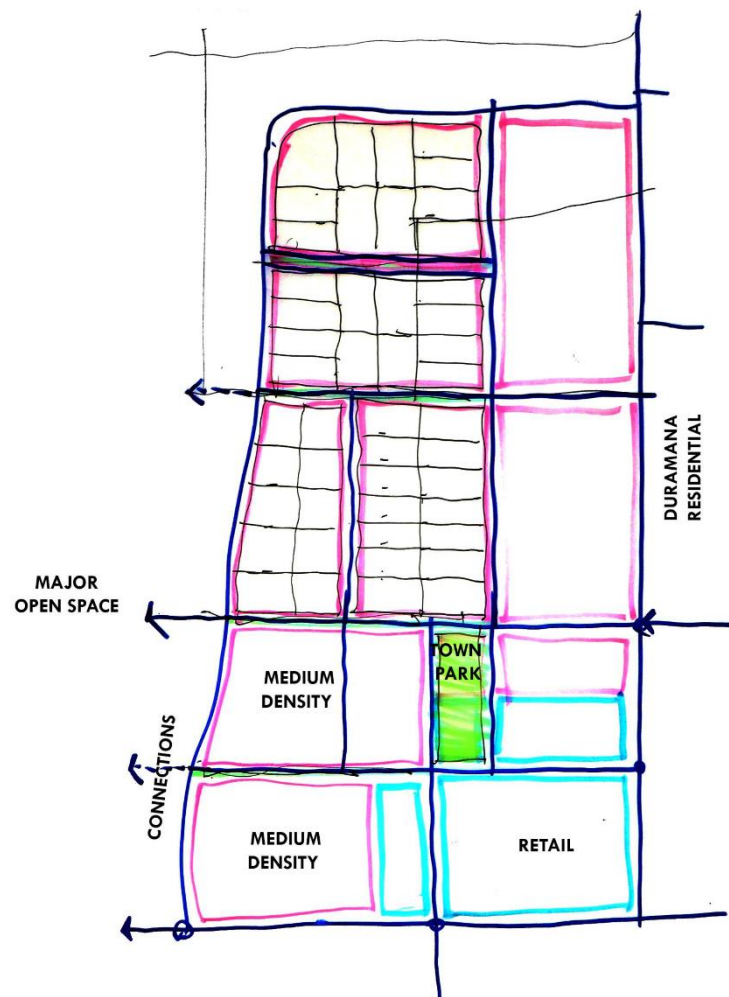 DURAMANA
RESIDENTIAL
MAJOR
OPEN SPACE
TOWN
PARK
MEDIUM
DENSITY
CONNECTIONS
MEDIUM
DENSITY
RETAIL